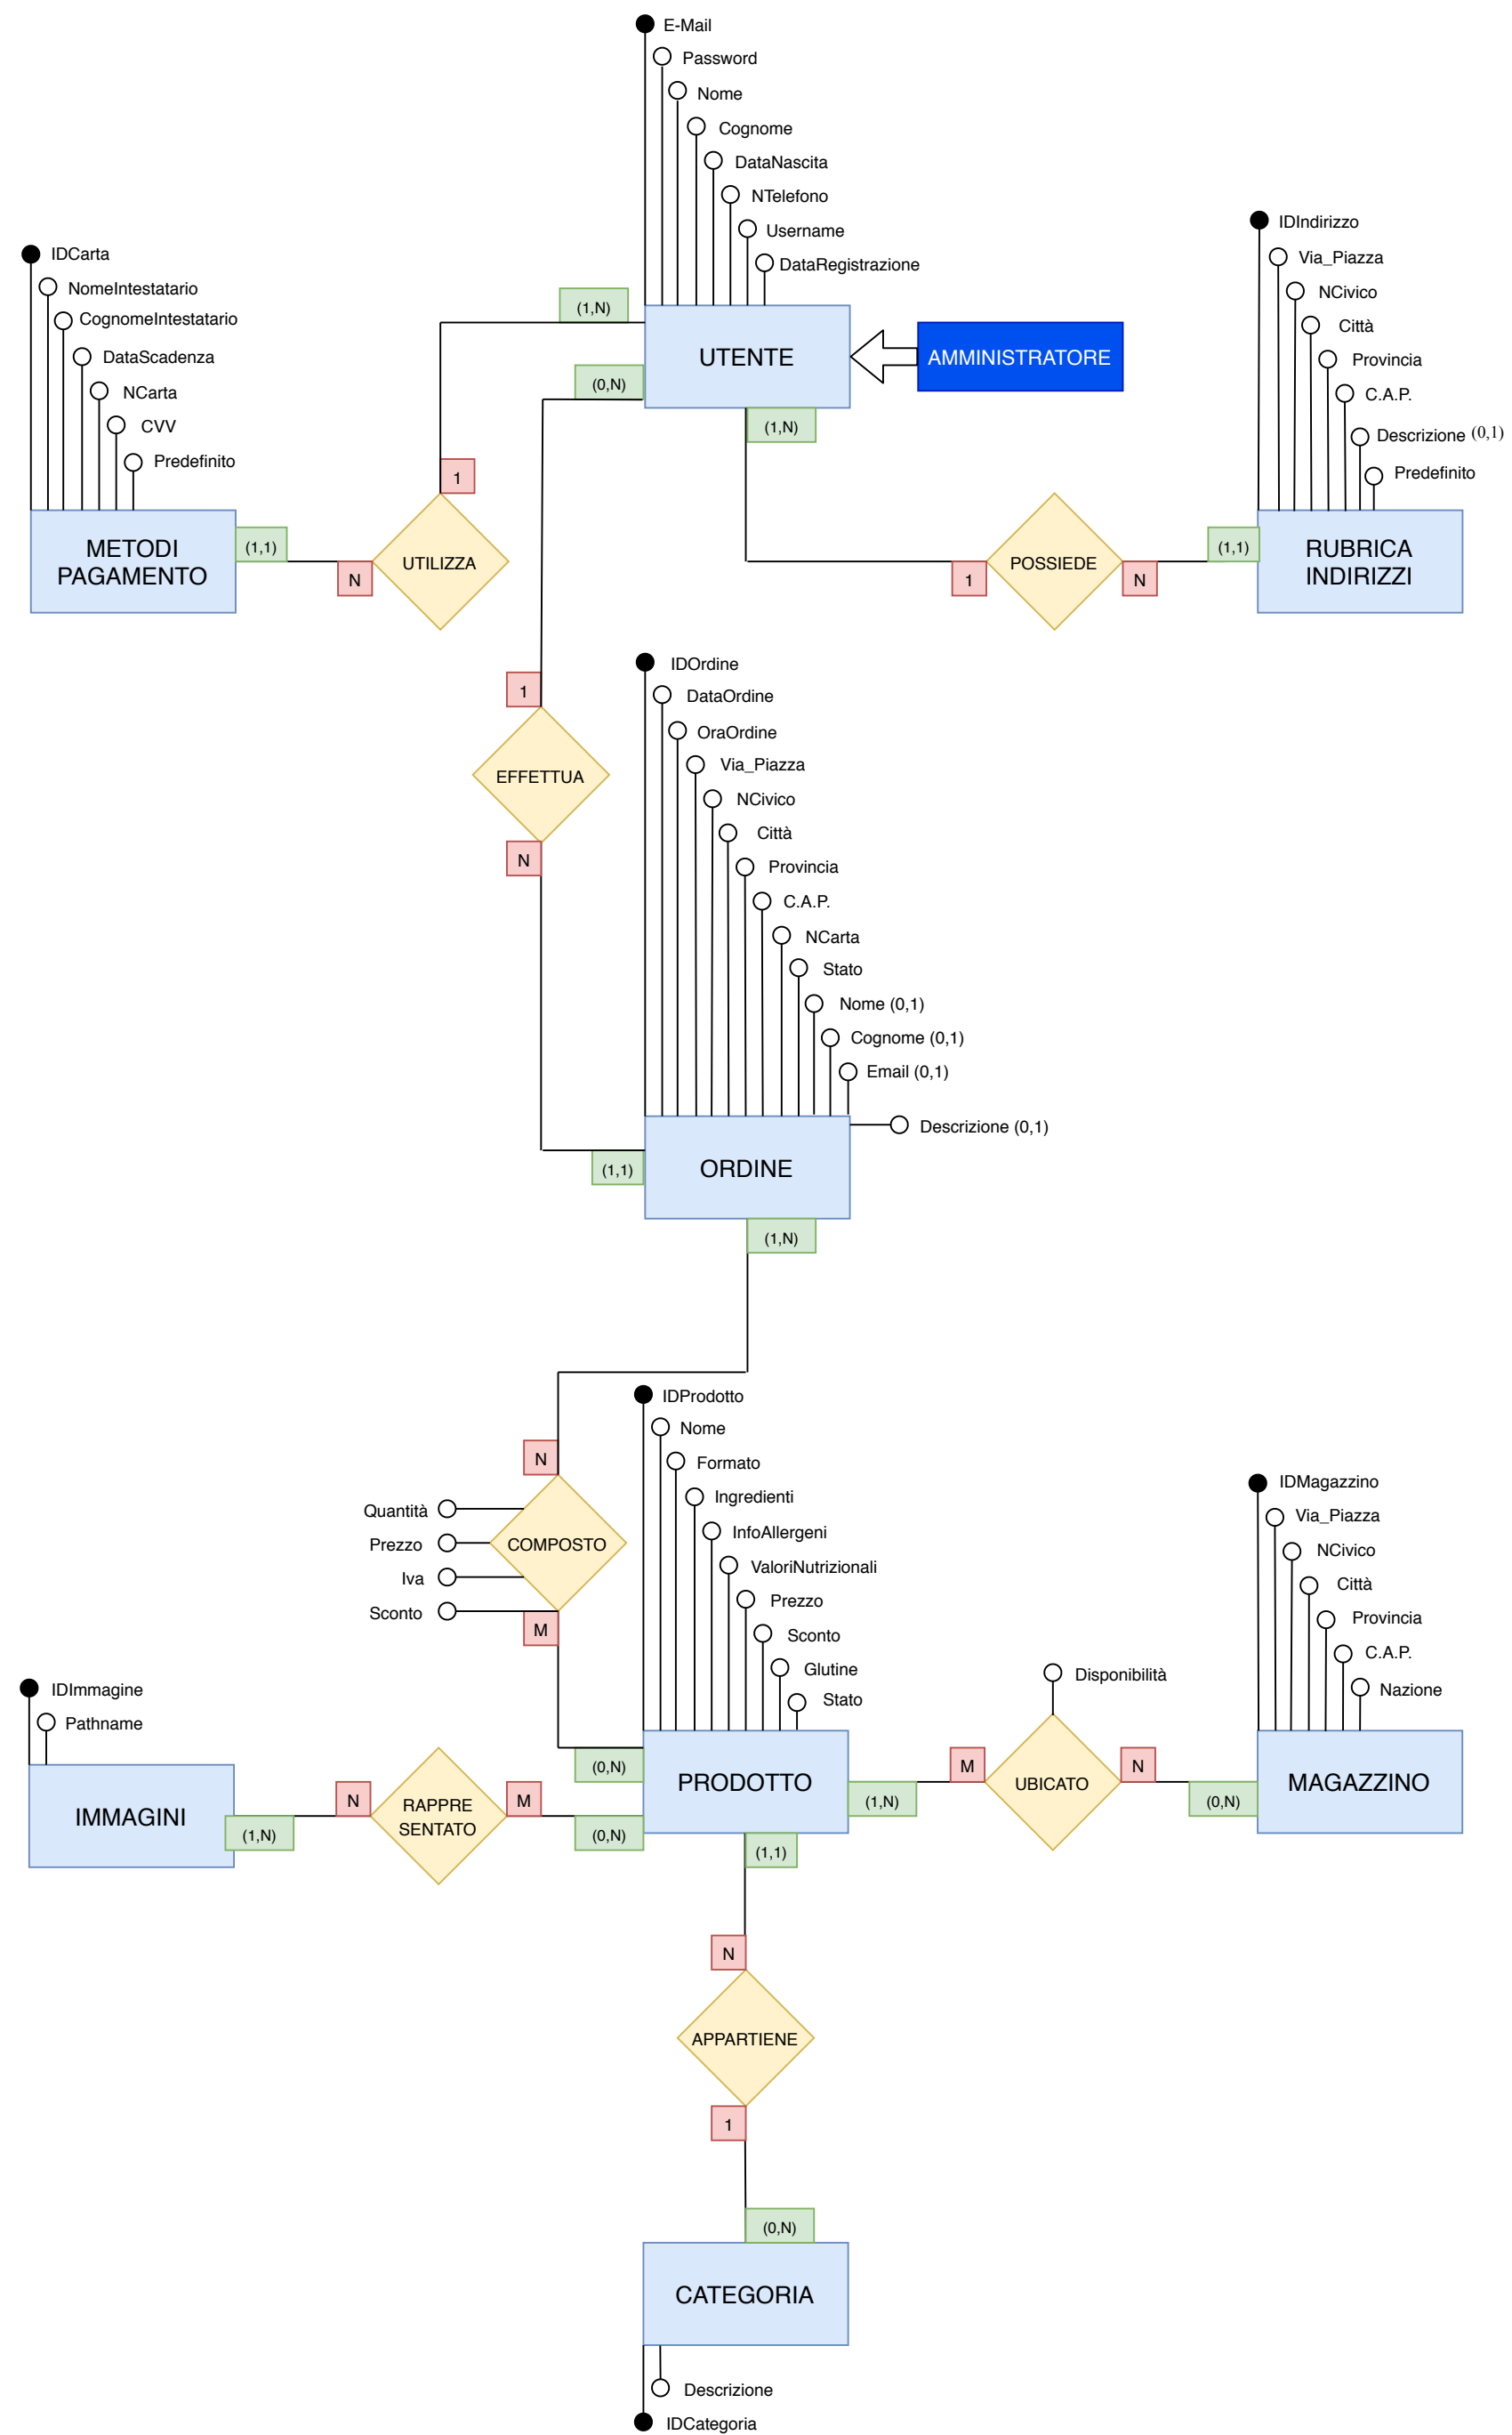 E-Mail
Password
Nome
Cognome
DataNascita
NTelefono
Username
DataRegistrazione
UTENTE
AMMINISTRATORE
(1,N)
(0,N)
(1,N)
IDCarta
NomeIntestatario
CognomeIntestatario
DataScadenza
NCarta
CVV
Predefinito
METODI
PAGAMENTO
(1,1)
N
UTILIZZA
1
IDIndirizzo
Via_Piazza
NCivico
Città
Provincia
C.A.P.
Descrizione (0,1)
Predefinito
1
POSSIEDE
N
(1,1)
RUBRICA
INDIRIZZI
1
EFFETTUA
N
IDOrdine
DataOrdine
OraOrdine
Via_Piazza
NCivico
Città
Provincia
C.A.P.
NCarta
Stato
Nome (0,1)
Cognome (0,1)
Email (0,1)
Descrizione (0,1)
(1,1)
ORDINE
(1,N)
N
Quantità
Prezzo
Iva
Sconto
COMPOSTO
M
IDProdotto
Nome
Formato
Ingredienti
InfoAllergeni
ValoriNutrizionali
Prezzo
Sconto
Glutine
Stato
(0,N)
PRODOTTO
IDImmagine
Pathname
IMMAGINI
(1,N)
N
RAPPRE
SENTATO
M
(0,N)
(1,N)
M
Disponibilità
UBICATO
N
(0,N)
IDMagazzino
Via_Piazza
NCivico
Città
Provincia
C.A.P.
Nazione
MAGAZZINO
(1,1)
N
APPARTIENE
1
(0,N)
CATEGORIA
Descrizione
IDCategoria